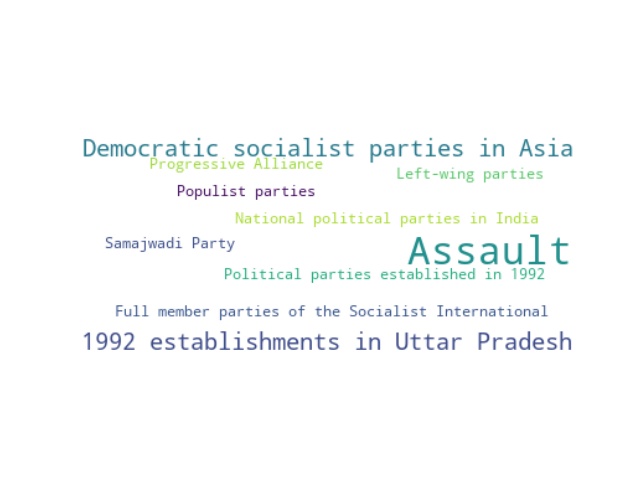 Democratic socialist parties in Asia
Progressive Alliance
Left-wing parties
Populist parties
National political parties in India
Samajwadi Party
Assault
Political parties established in 1992
Full member parties of the Socialist International
1992 establishments in Uttar Pradesh